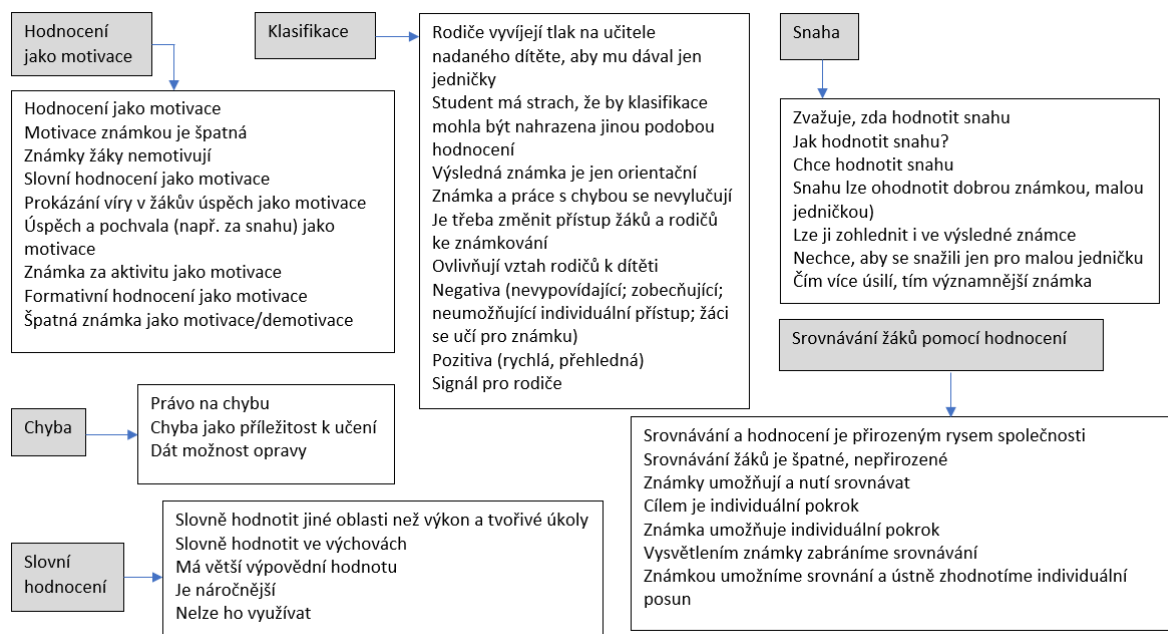 Hodnocení
jako motivace
Hodnocení jako motivace
Motivace známkou je špatná
Známky žáky nemotivují
Slovní hodnocení jako motivace
Prokázání víry v žákův úspěch jako motivace
Úspěch a pochvala (např. za snahu) jako
motivace
Známka za aktivitu jako motivace
Formativní hodnocení jako motivace
Špatná známka jako motivace/demotivace
Klasifikace
Rodiče vyvíjejí tlak na učitele
nadaného dítěte, aby mu dával jen
jedničky
Student má strach, že by klasifikace
mohla být nahrazena jinou podobou
hodnocení
Výsledná známka je jen orientační
Známka a práce s chybou se nevylučují
Je třeba změnit přístup žáků a rodičů
ke známkování
Ovlivňují vztah rodičů k dítěti
Negativa (nevypovídající; zobecňující;
neumožňující individuální přístup; žáci
se učí pro známku)
Pozitiva (rychlá, přehledná)
Signál pro rodiče
Snaha
Zvažuje, zda hodnotit snahu
Jak hodnotit snahu?
Chce hodnotit snahu
Snahu lze ohodnotit dobrou známkou, malou
jedničkou)
Lze ji zohlednit i ve výsledné známce
Nechce, aby se snažili jen pro malou jedničku
Čím více úsilí, tím významnější známka
Srovnávání žáků pomocí hodnocení
Srovnávání a hodnocení je přirozeným rysem společnosti
Srovnávání žáků je špatné, nepřirozené
Známky umožňují a nutí srovnávat
Cílem je individuální pokrok
Známka umožňuje individuální pokrok
Vysvětlením známky zabráníme srovnávání
Známkou umožníme srovnání a ústně zhodnotíme individuální
posun
Chyba
Právo na chybu
Chyba jako příležitost k učení
Dát možnost opravy
Slovní
hodnocení
Slovně hodnotit jiné oblasti než výkon a tvořivé úkoly
Slovně hodnotit ve výchovách
Má větší výpovědní hodnotu
Je náročnější
Nelze ho využívat